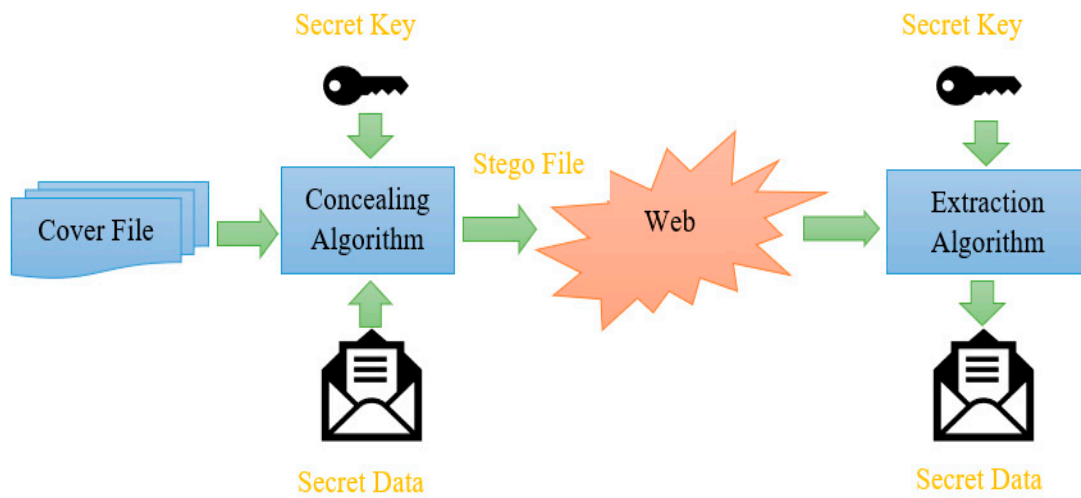 Secret Key
Secret Key
Stego File
Cover File
Concealing
Algorithm
Web
Extraction
Algorithm
Secret Data
Secret Data